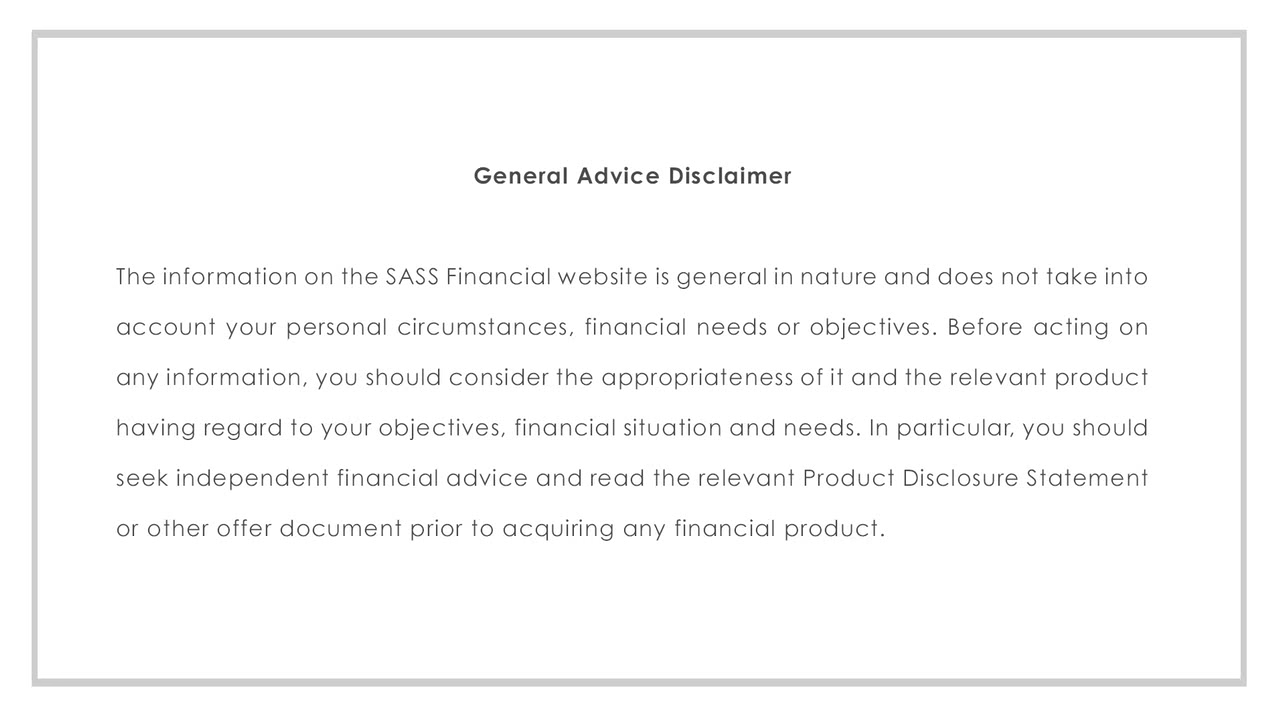 General Advice Disclaimer
The information on the SASS Financial website is general in nature and does not take into
account your personal circumstances, financial needs or objectives. Before acting on
any information, you should consider the appropriateness of it and the relevant product
having regard to your objectives, financial situation and needs. In particular, you should
seek independent financial advice and read the relevant Product Disclosure Statement
or other offer document prior to acquiring any financial product.